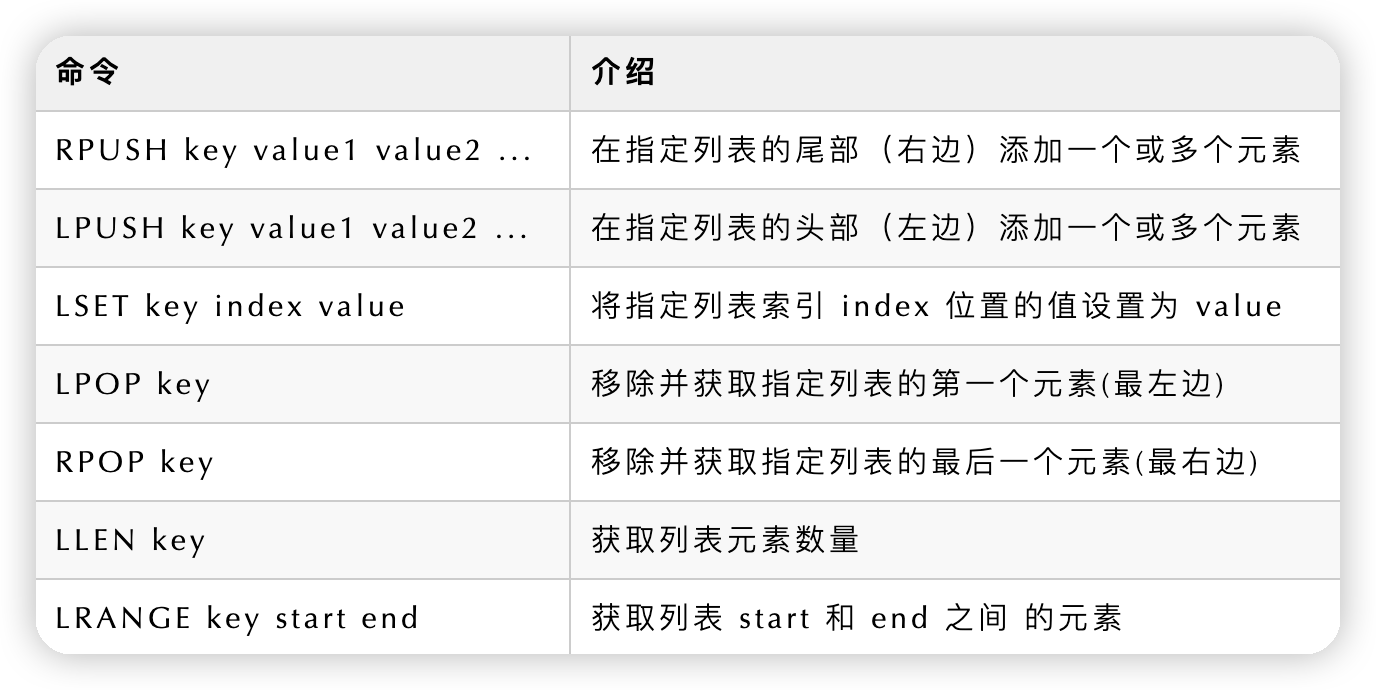 命令 介绍
RPUSH key value1 value2 ... 在指定列表的尾部（右边）添加一个或多个元素
LPUSH key value1 value2 ... 在指定列表的头部（左边）添加一个或多个元素
LSET key index value 将指定列表索引 index 位置的值设置为 value
LPOP key 移除并获取指定列表的第一个元素(最左边)
RPOP key 移除并获取指定列表的最后一个元素(最右边)
LLEN key 获取列表元素数量
LRANGE key start end 获取列表 start 和 end 之间 的元素